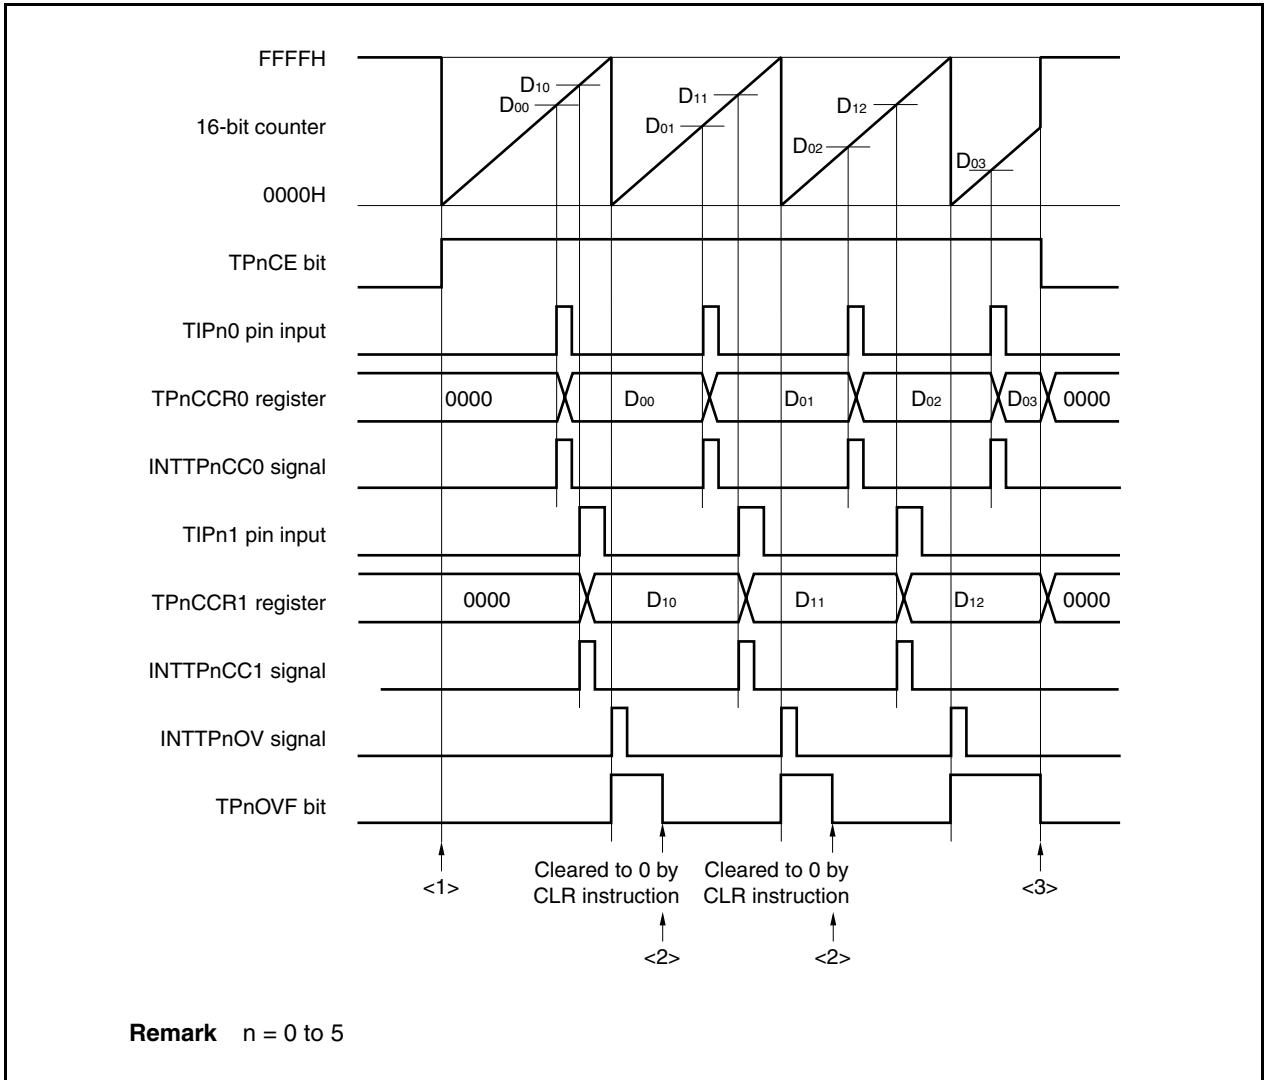 FFFFH
D10
D00
D11
D01
D12
D02
D03
16-bit counter
0000H
TPnCE bit
TIPn0 pin input
TPnCCR0 register
0000 D00 D01 D02 D03 0000
INTTPnCC0 signal
TIPn1 pin input
TPnCCR1 register
0000 D10 D11 D12 0000
INTTPnCC1 signal
INTTPnOV signal
TPnOVF bit
<1>
Cleared to 0 by
CLR instruction
<2>
Cleared to 0 by
CLR instruction
<2>
<3>
Remark n = 0 to 5